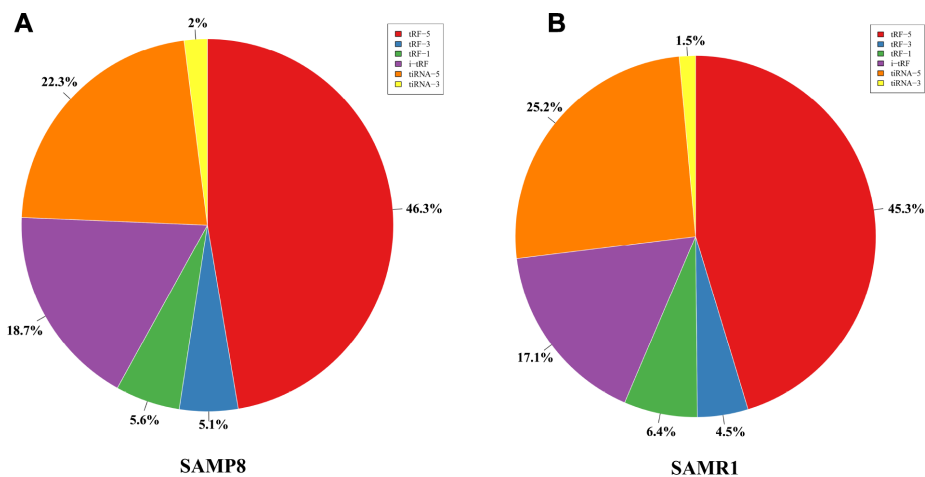 A
2%
22.3%
46.3%
18.7%
5.6%
5.1%
tRF−5
tRF−3
tRF−1
i−tRF
tiRNA−5
tiRNA−3
SAMP8
B
1.5%
25.2%
45.3%
17.1%
6.4%
4.5%
tRF−5
tRF−3
tRF−1
i−tRF
tiRNA−5
tiRNA−3
SAMR1